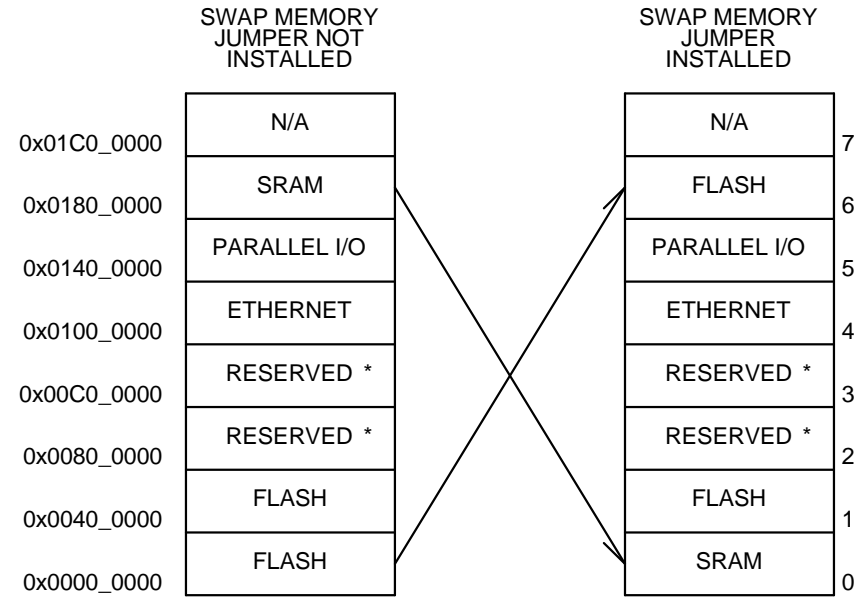 SWAP MEMORY
JUMPER NOT
INSTALLED
SWAP MEMORY
JUMPER
INSTALLED
0x01C0_0000 N/A N/A 7
0x0180_0000 SRAM FLASH 6
0x0140_0000 PARALLEL I/O PARALLEL I/O 5
0x0100_0000 ETHERNET ETHERNET 4
0x00C0_0000 RESERVED * RESERVED * 3
0x0080_0000 RESERVED * RESERVED * 2
0x0040_0000 FLASH FLASH 1
0x0000_0000 FLASH SRAM 0